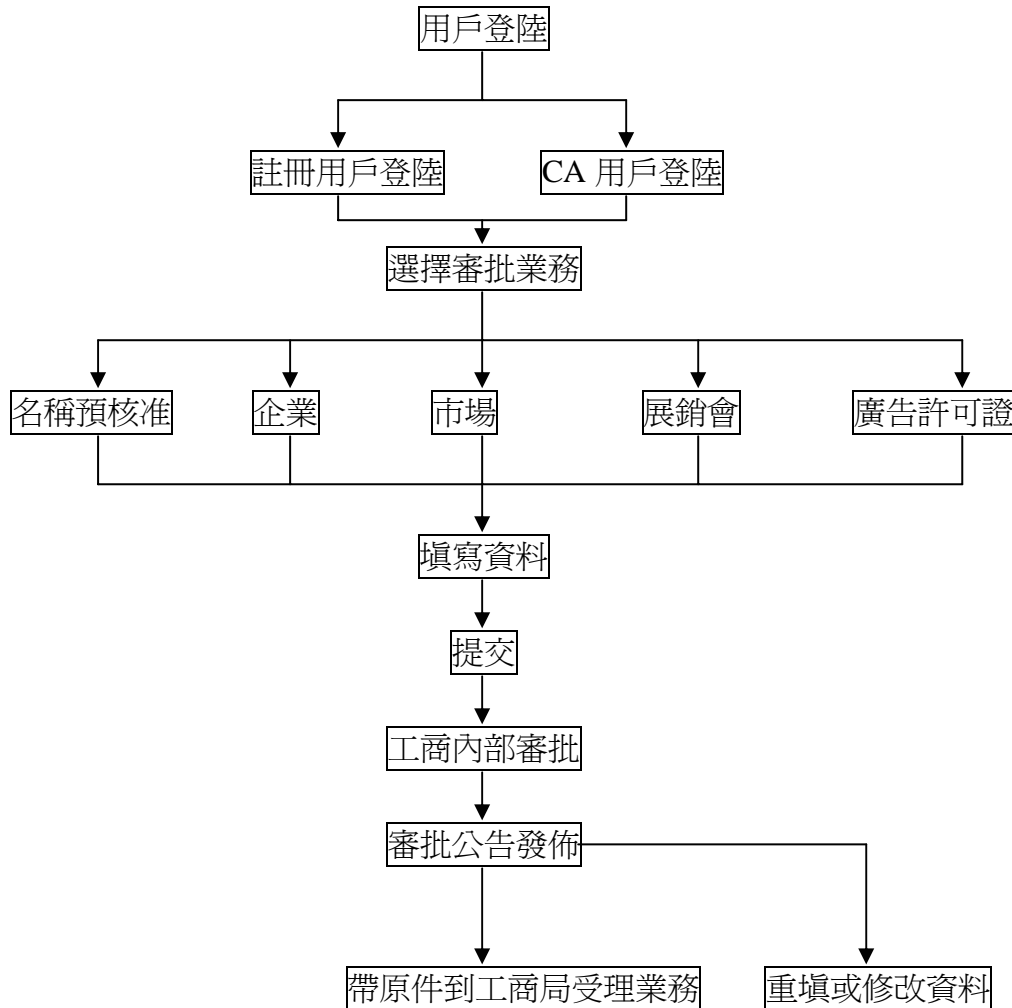 用戶登陸
註冊用戶登陸 CA 用戶登陸
選擇審批業務
名稱預核准 企業 市場 展銷會 廣告許可證
填寫資料
提交
工商內部審批
審批公告發佈
帶原件到工商局受理業務 重填或修改資料